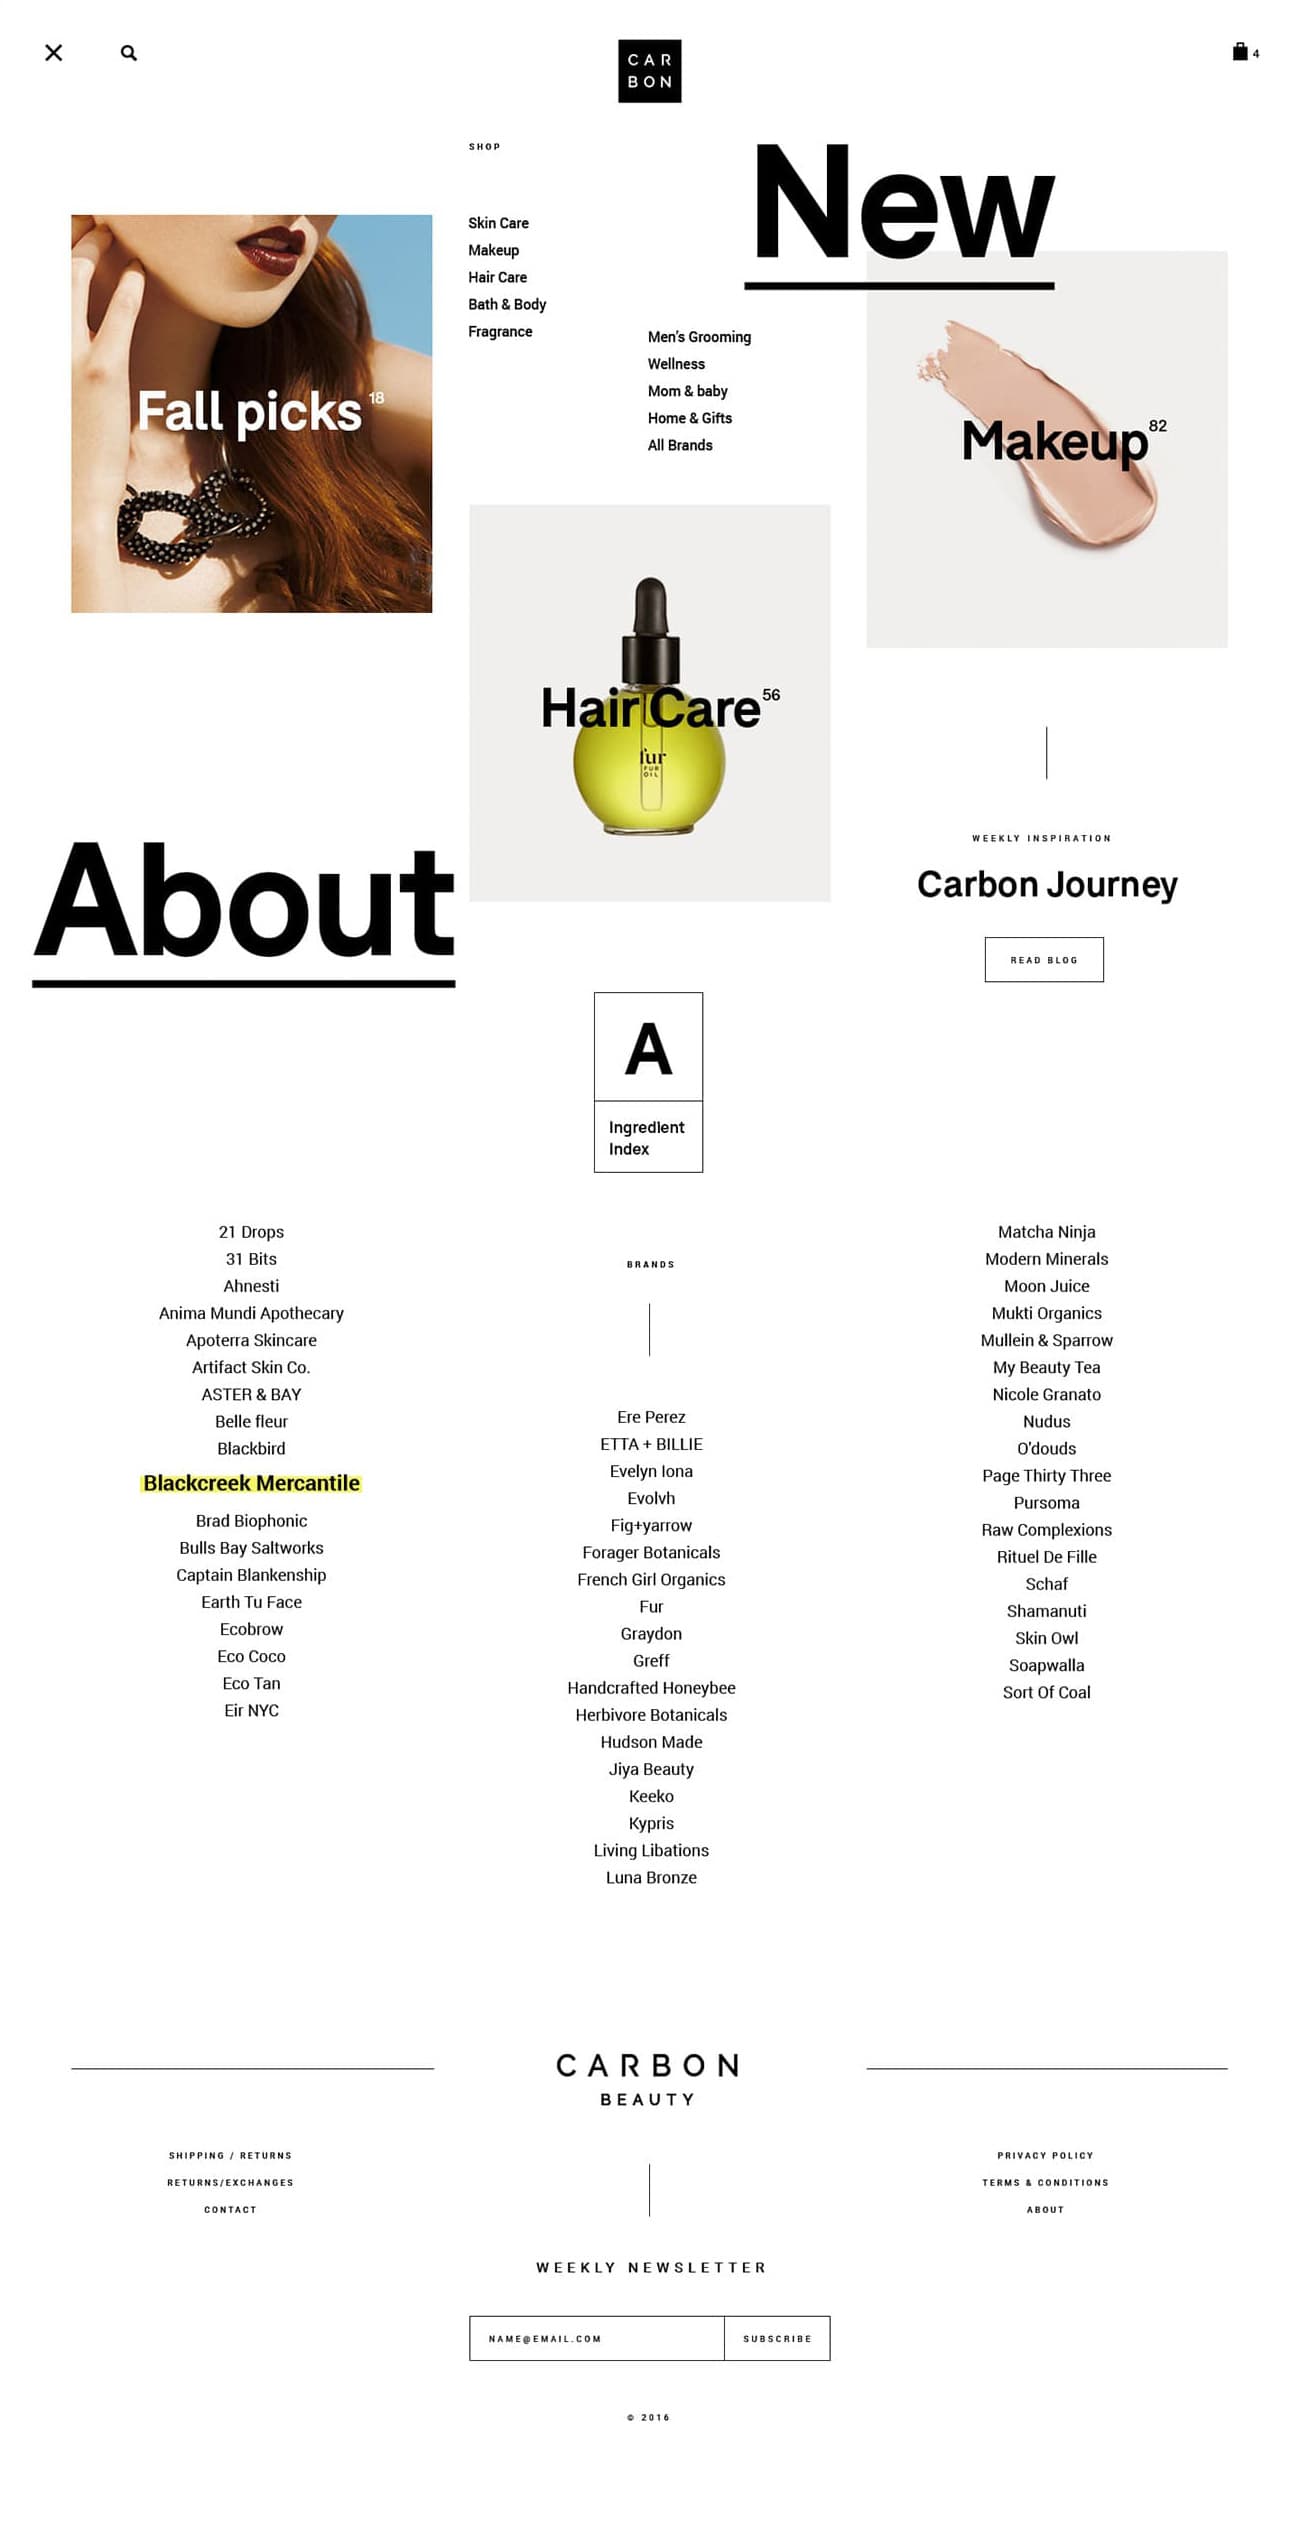 CAR
BON
4
SHOP
New
Skin Care
Makeup
Hair Care
Bath & Body
Fragrance
Men's Grooming
Wellness
Mom & baby
Home & Gifts
All Brands
Fall picks 18
Makeup 82
Hair Care 56
fur
FUR
OIL
WEEKLY INSPIRATION
Carbon Journey
READ BLOG
About
A
Ingredient
Index
21 Drops
31 Bits
Ahnesti
Anima Mundi Apothecary
Apoterra Skincare
Artifact Skin Co.
ASTER & BAY
Belle fleur
Blackbird
Blackcreek Mercantile
Brad Biophonic
Bulls Bay Saltworks
Captain Blankenship
Earth Tu Face
Ecobrow
Eco Coco
Eco Tan
Eir NYC
BRANDS
Ere Perez
ETTA + BILLIE
Evelyn Iona
Evolvh
Fig+yarrow
Forager Botanicals
French Girl Organics
Fur
Graydon
Greff
Handcrafted Honeybee
Herbivore Botanicals
Hudson Made
Jiya Beauty
Keeko
Kypris
Living Libations
Luna Bronze
Matcha Ninja
Modern Minerals
Moon Juice
Mukti Organics
Mullein & Sparrow
My Beauty Tea
Nicole Granato
Nudus
O'douds
Page Thirty Three
Pursoma
Raw Complexions
Rituel De Fille
Schaf
Shamanuti
Skin Owl
Soapwalla
Sort Of Coal
CARBON
BEAUTY
SHIPPING / RETURNS
RETURNS/EXCHANGES
CONTACT
PRIVACY POLICY
TERMS & CONDITIONS
ABOUT
WEEKLY NEWSLETTER
NAME@EMAIL.COM
SUBSCRIBE
© 2016